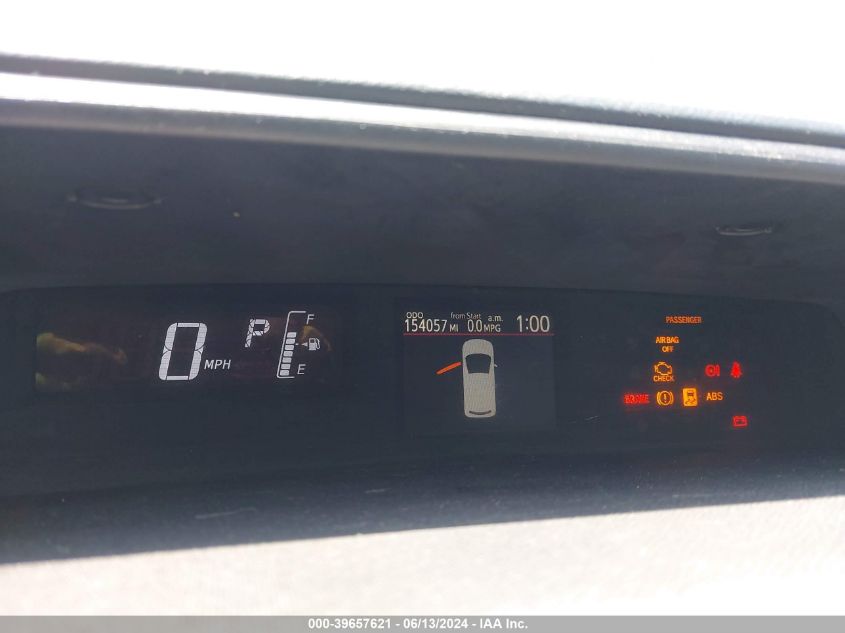 0 MPH P F E
ODO from Start a.m.
154057 MI 0.0 MPG 1:00
PASSENGER
AIR BAG
OFF
CHECK
BRAKE ABS
000-39657621 - 06/13/2024 - IAA Inc.